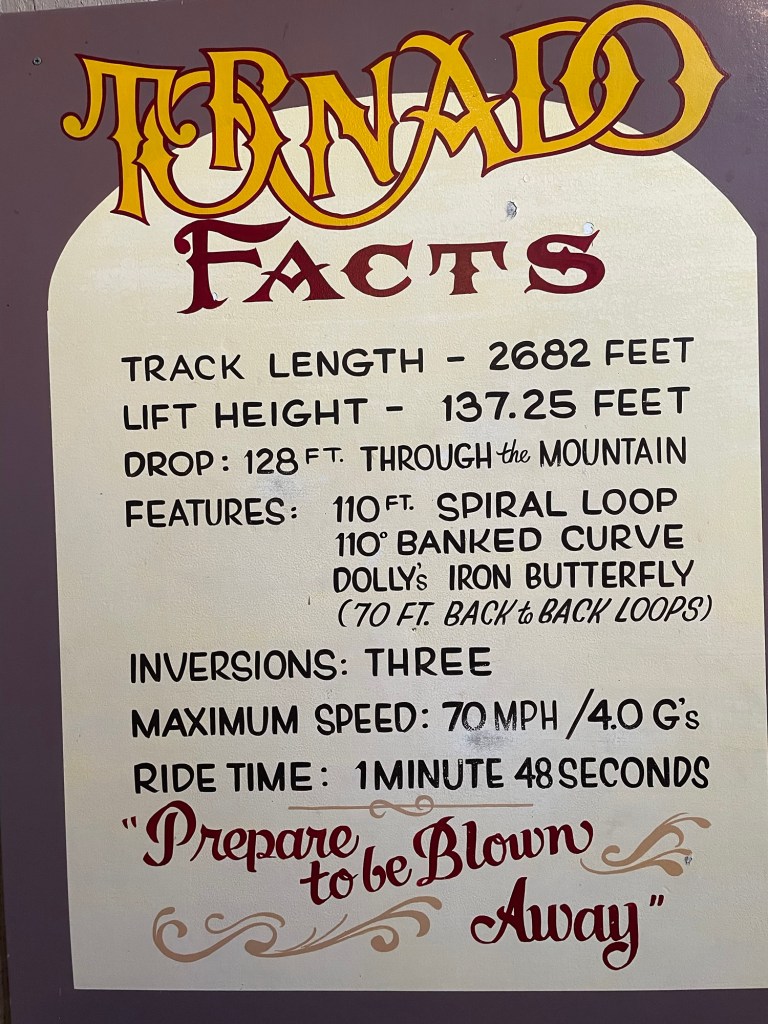 TORNADO
FACTS
TRACK LENGTH - 2682 FEET
LIFT HEIGHT - 137.25 FEET
DROP: 128 FT. THROUGH the MOUNTAIN
FEATURES: 110 FT. SPIRAL LOOP
110° BANKED CURVE
DOLLY's IRON BUTTERFLY
(70 FT. BACK to BACK LOOPS)
INVERSIONS: THREE
MAXIMUM SPEED: 70 MPH / 4.0 G's
RIDE TIME: 1 MINUTE 48 SECONDS
"Prepare
to be Blown
Away"